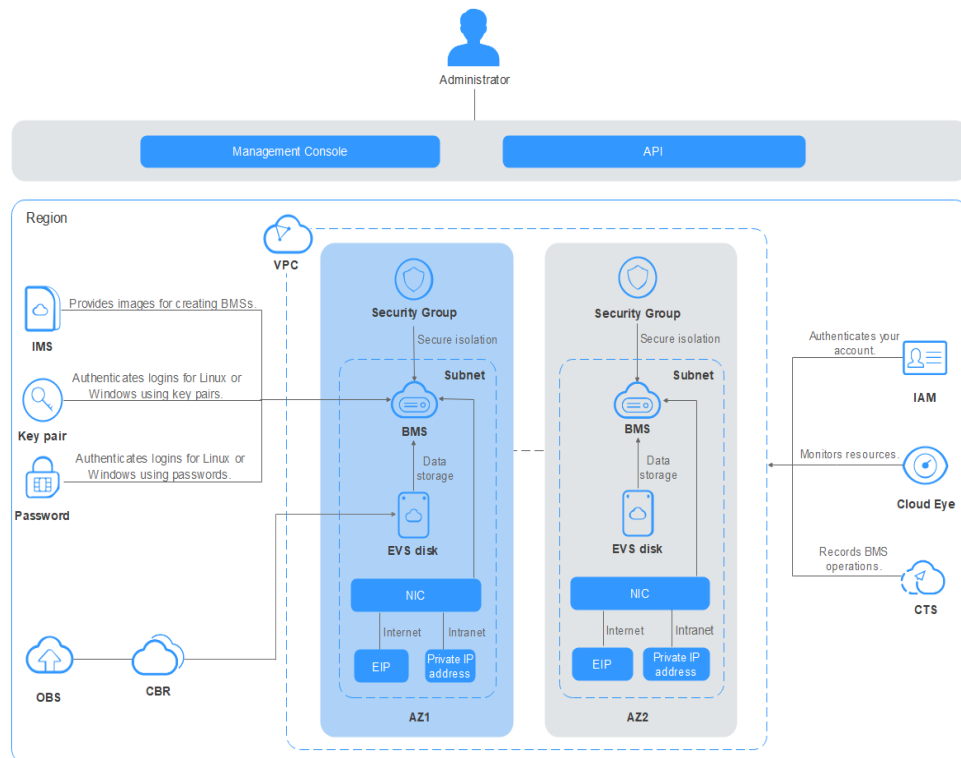 Administrator
Management Console
API
Region
VPC
Security Group
Security Group
Provides images for creating BMSs.
IMS
Secure isolation
Secure isolation
Authenticates your
account.
IAM
Subnet
Subnet
Authenticates logins for Linux or
Windows using key pairs.
Key pair
BMS
BMS
Authenticates logins for Linux or
Windows using passwords.
Password
Data
storage
Data
storage
Monitors resources.
Cloud Eye
EVS disk
EVS disk
Records BMS
operations.
CTS
NIC
NIC
Internet
Intranet
Internet
Intranet
EIP
Private IP
address
EIP
Private IP
address
OBS
CBR
AZ1
AZ2